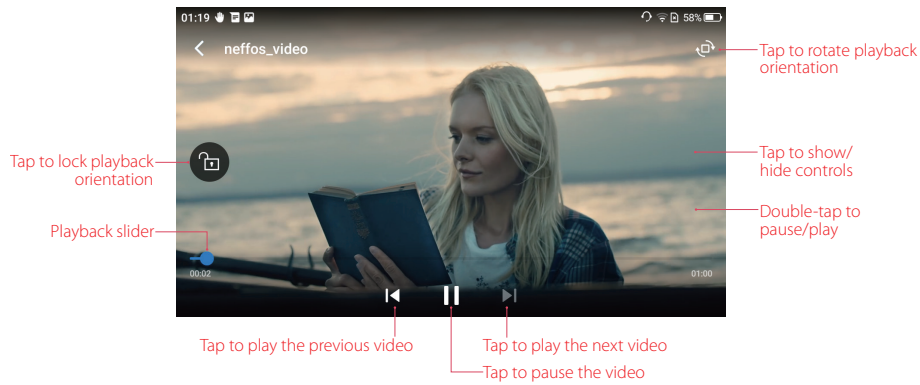 01:19 58%
neffos_video
Tap to rotate playback
orientation
Tap to lock playback
orientation
Tap to show/
hide controls
Double-tap to
pause/play
Playback slider
00:02 01:00
Tap to play the previous video
Tap to play the next video
Tap to pause the video